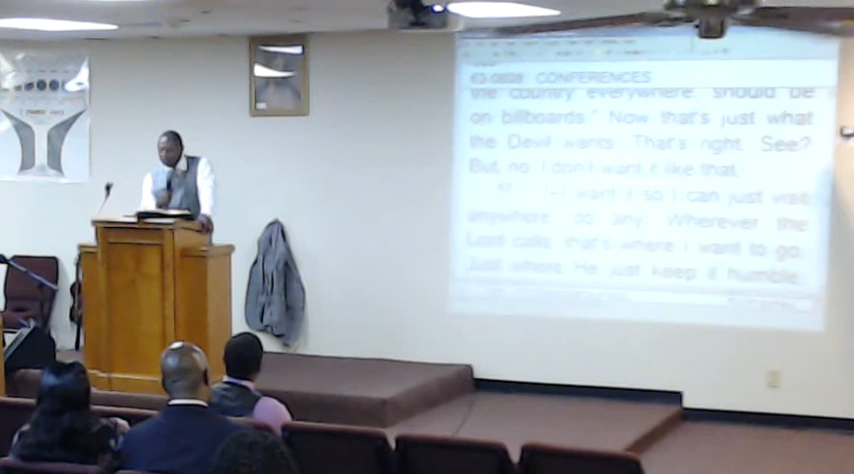 63-0608 CONFERENCES
the country everywhere, should be
on billboards." Now that's just what
the Devil wants. That's right. See?
But, no, I don't want it like that.
I want it so I can just visit
anywhere, do any. Wherever the
Lord calls, that's where I want to go.
Just where He just keep it humble.